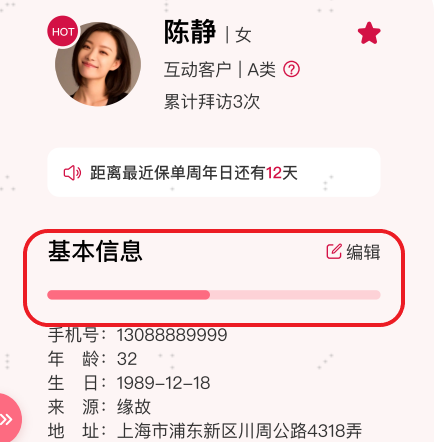 HOT
陈静 | 女
互动客户 | A类 ?
累计拜访3次
距离最近保单周年日还有12天
基本信息 编辑
手机号：13088889999
年 龄：32
生 日：1989-12-18
来 源：缘故
地 址：上海市浦东新区川周公路4318弄